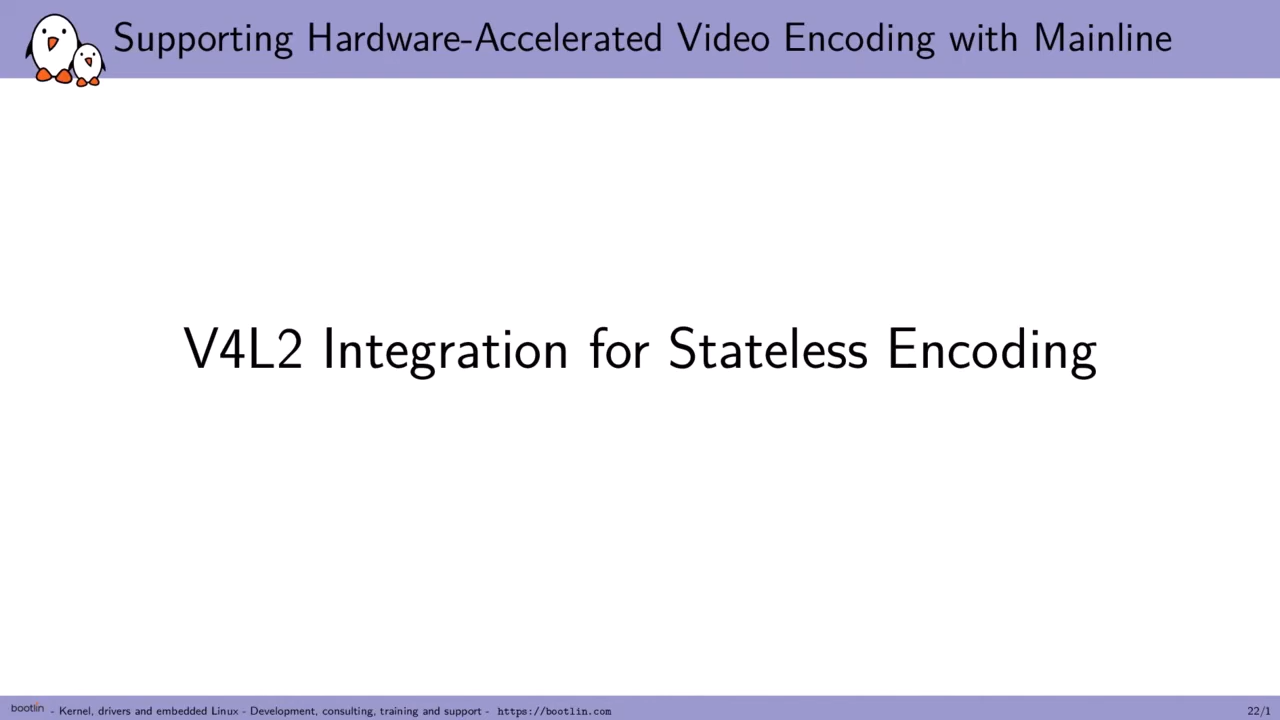 Supporting Hardware-Accelerated Video Encoding with Mainline
V4L2 Integration for Stateless Encoding
bootlin - Kernel, drivers and embedded Linux - Development, consulting, training and support - https://bootlin.com
22/1